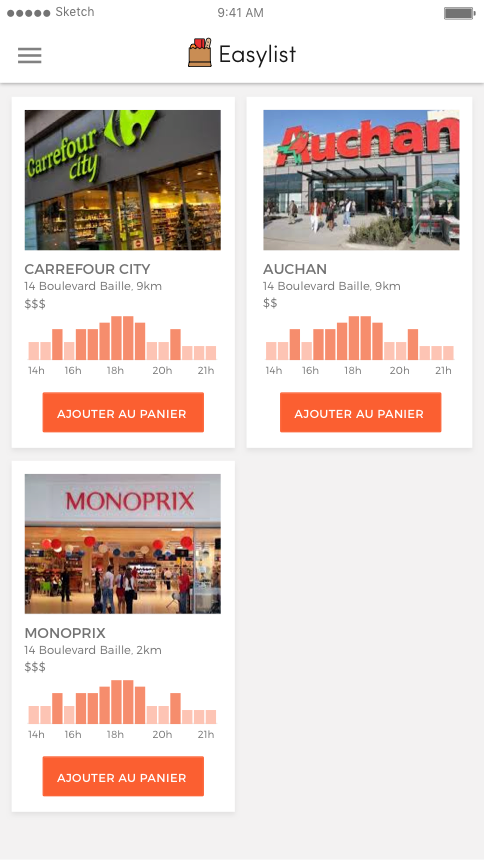 Sketch
9:41 AM
Easylist
Carrefour
city
Auchan
CARREFOUR CITY
14 Boulevard Baille, 9km
$$$
14h 16h 18h 20h 21h
AJOUTER AU PANIER
AUCHAN
14 Boulevard Baille, 9km
$$
14h 16h 18h 20h 21h
AJOUTER AU PANIER
MONOPRIX
MONOPRIX
14 Boulevard Baille, 2km
$$$
14h 16h 18h 20h 21h
AJOUTER AU PANIER